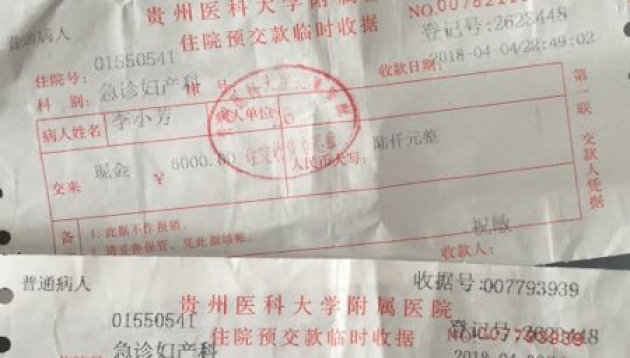 贵州医科大学附属医
普通病人
住院预交款临时收据
登记号:2623448
住院号: 01550541
收款日期: 2018-04-04/22:49:02
科 别: 急诊妇产科
病人姓名 李小芳 病人单位
交来 现金 ¥ 6000.00 人民币大写: 陆仟元整
第一联 交款人凭据
备 1. 此据不作报销.
2. 请妥善保管、凭此据结帐.
收款人: 祝敏
普通病人 收据号:007793939
贵州医科大学附属医院
01550541 住院预交款临时收据 NO.007793939
登记号:2623448
急诊妇产科